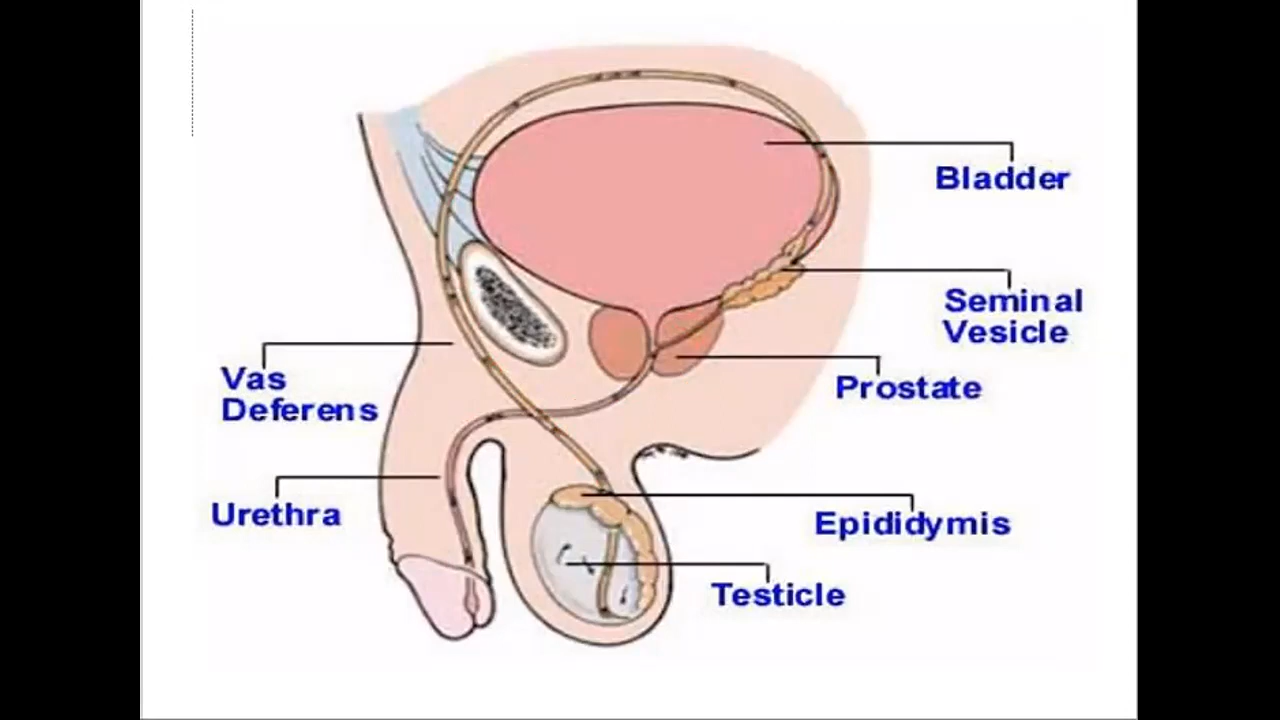 Bladder
Seminal
Vesicle
Vas
Deferens
Prostate
Urethra
Epididymis
Testicle